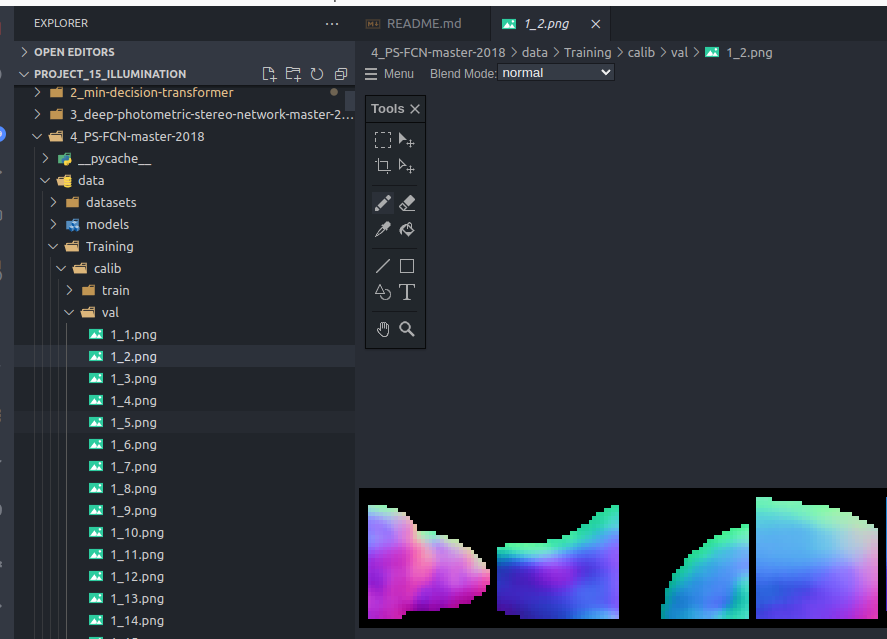 EXPLORER
...
README.md
1_2.png
OPEN EDITORS
4_PS-FCN-master-2018 > data > Training > calib > val > 1_2.png
PROJECT_15_ILLUMINATION
Menu
Blend Mode: normal
2_min-decision-transformer
3_deep-photometric-stereo-network-master-2...
4_PS-FCN-master-2018
__pycache__
data
datasets
models
Training
calib
train
val
1_1.png
1_2.png
1_3.png
1_4.png
1_5.png
1_6.png
1_7.png
1_8.png
1_9.png
1_10.png
1_11.png
1_12.png
1_13.png
1_14.png
Tools
T